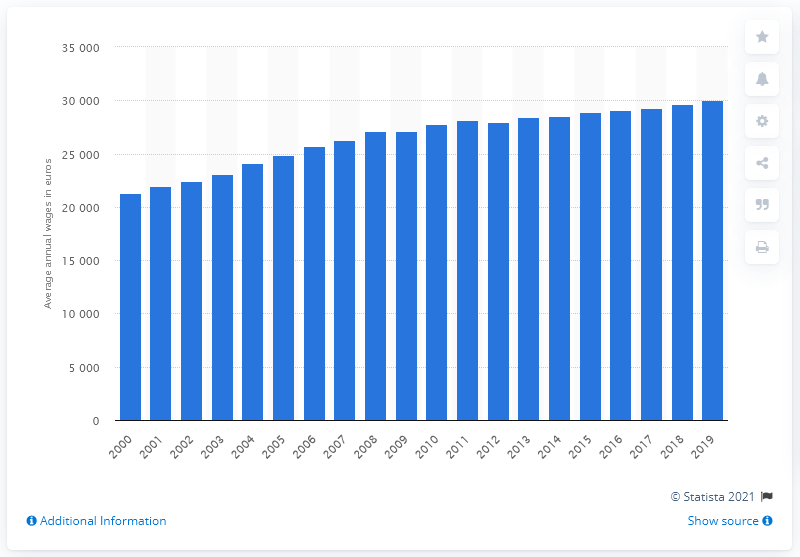 35 000
30 000
25 000
20 000
15 000
10 000
5 000
0
Average annual wages in euros
2000 2001 2002 2003 2004 2005 2006 2007 2008 2009 2010 2011 2012 2013 2014 2015 2016 2017 2018 2019
© Statista 2021
Additional Information
Show source